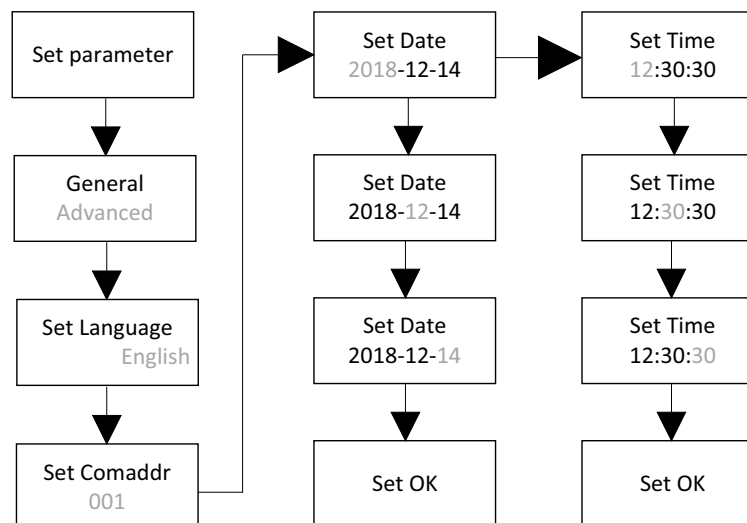 Set parameter
General
Advanced
Set Language
English
Set Comaddr
001
Set Date
2018-12-14
Set Date
2018-12-14
Set Date
2018-12-14
Set OK
Set Time
12:30:30
Set Time
12:30:30
Set Time
12:30:30
Set OK